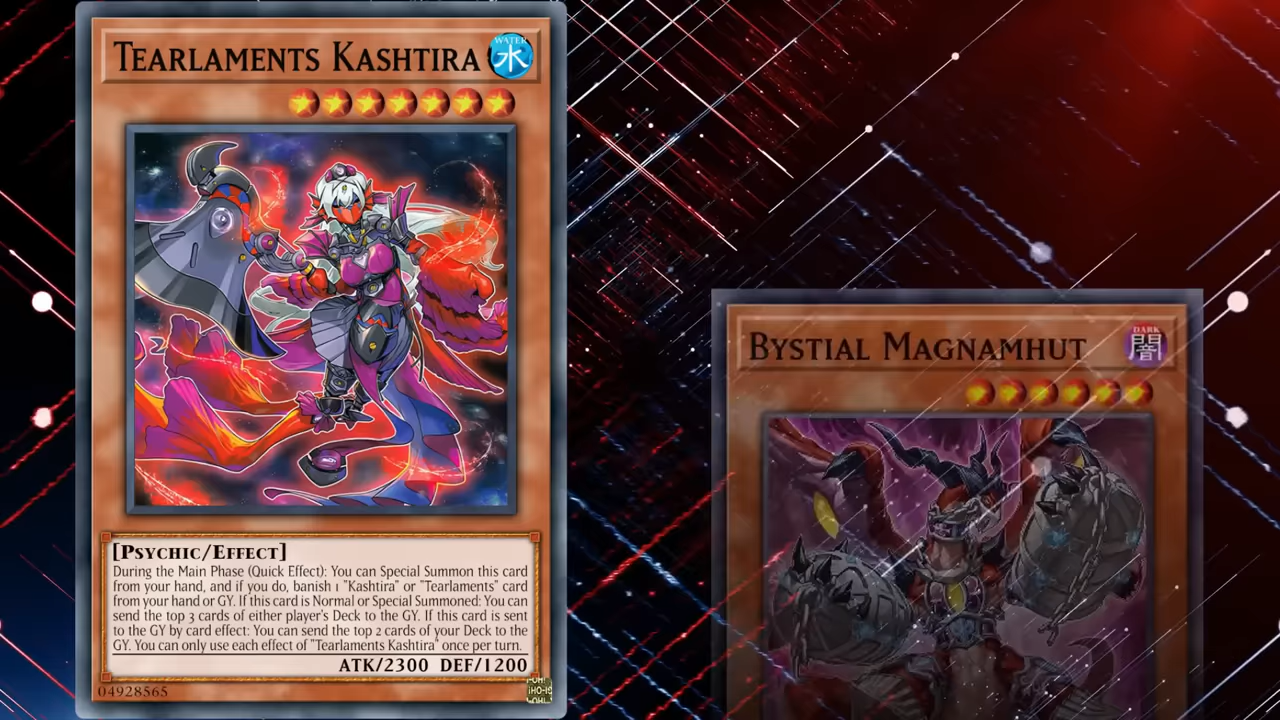 TEARLAMENTS KASHTIRA
WATER
水
[PSYCHIC/EFFECT]
During the Main Phase (Quick Effect): You can Special Summon this card
from your hand, and if you do, banish 1 "Kashtira" or "Tearlaments" card
from your hand or GY. If this card is Normal or Special Summoned: You can
send the top 3 cards of either player's Deck to the GY. If this card is sent
to the GY by card effect: You can send the top 2 cards of your Deck to the
GY. You can only use each effect of "Tearlaments Kashtira" once per turn.
ATK/2300 DEF/1200
04928565
BYSTIAL MAGNAMHUT
DARK
闇